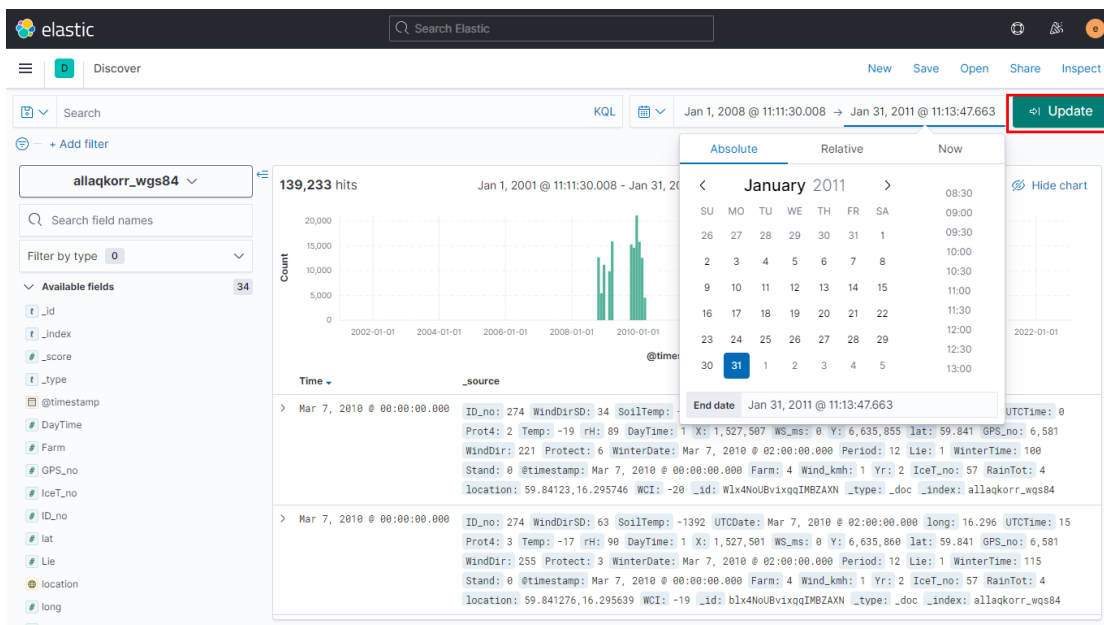 elastic
Search Elastic
e
D
Discover
New Save Open Share Inspect
Search
KQL
Jan 1, 2008 @ 11:11:30.008 → Jan 31, 2011 @ 11:13:47.663
Update
+ Add filter
allaqkorr_wgs84
Search field names
Filter by type 0
Available fields 34
t _id
t _index
# _score
t _type
@timestamp
# DayTime
# Farm
# GPS_no
# IceT_no
# ID_no
# lat
# Lie
location
# long
139,233 hits
Jan 1, 2001 @ 11:11:30.008 - Jan 31, 20
Hide chart
Count
20,000
15,000
10,000
5,000
0
2002-01-01 2004-01-01 2006-01-01 2008-01-01 2010-01-01 2022-01-01
@times
Absolute Relative Now
January 2011
SU MO TU WE TH FR SA
26 27 28 29 30 31 1
2 3 4 5 6 7 8
9 10 11 12 13 14 15
16 17 18 19 20 21 22
23 24 25 26 27 28 29
30 31 1 2 3 4 5
08:30
09:00
09:30
10:00
10:30
11:00
11:30
12:00
12:30
13:00
End date Jan 31, 2011 @ 11:13:47.663
Time _source
Mar 7, 2010 @ 00:00:00.000 ID_no: 274 WindDirSD: 34 SoilTemp: - UTCTime: 0
Prot4: 2 Temp: -19 rH: 89 DayTime: 1 X: 1,527,507 WS_ms: 0 Y: 6,635,855 lat: 59.841 GPS_no: 6,581
WindDir: 221 Protect: 6 WinterDate: Mar 7, 2010 @ 02:00:00.000 Period: 12 Lie: 1 WinterTime: 100
Stand: 0 @timestamp: Mar 7, 2010 @ 00:00:00.000 Farm: 4 Wind_kmh: 1 Yr: 2 IceT_no: 57 RainTot: 4
location: 59.84123,16.295746 WCI: -20 _id: Wlx4NoUBvixgqIMBZAXN _type: _doc _index: allaqkorr_wgs84
Mar 7, 2010 @ 00:00:00.000 ID_no: 274 WindDirSD: 63 SoilTemp: -1392 UTCDate: Mar 7, 2010 @ 02:00:00.000 long: 16.296 UTCTime: 15
Prot4: 3 Temp: -17 rH: 90 DayTime: 1 X: 1,527,501 WS_ms: 0 Y: 6,635,860 lat: 59.841 GPS_no: 6,581
WindDir: 255 Protect: 3 WinterDate: Mar 7, 2010 @ 02:00:00.000 Period: 12 Lie: 1 WinterTime: 115
Stand: 0 @timestamp: Mar 7, 2010 @ 00:00:00.000 Farm: 4 Wind_kmh: 1 Yr: 2 IceT_no: 57 RainTot: 4
location: 59.841276,16.295639 WCI: -19 _id: blx4NoUBvixgqIMBZAXN _type: _doc _index: allaqkorr_wgs84